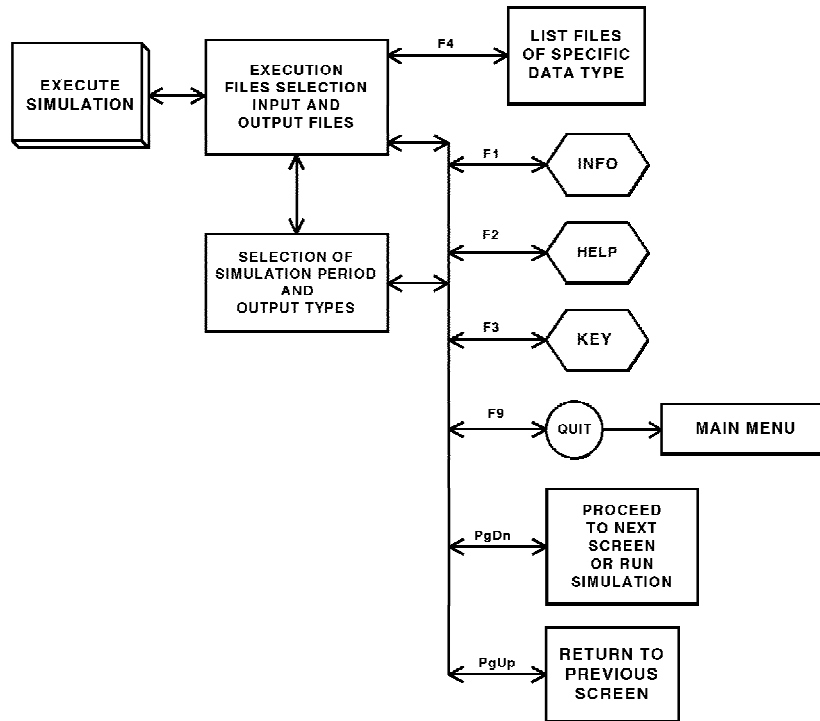 EXECUTE
SIMULATION
EXECUTION
FILES SELECTION
INPUT AND
OUTPUT FILES
F4
LIST FILES
OF SPECIFIC
DATA TYPE
F1
INFO
SELECTION OF
SIMULATION PERIOD
AND
OUTPUT TYPES
F2
HELP
F3
KEY
F9
QUIT
MAIN MENU
PgDn
PROCEED
TO NEXT
SCREEN
OR RUN
SIMULATION
PgUp
RETURN TO
PREVIOUS
SCREEN